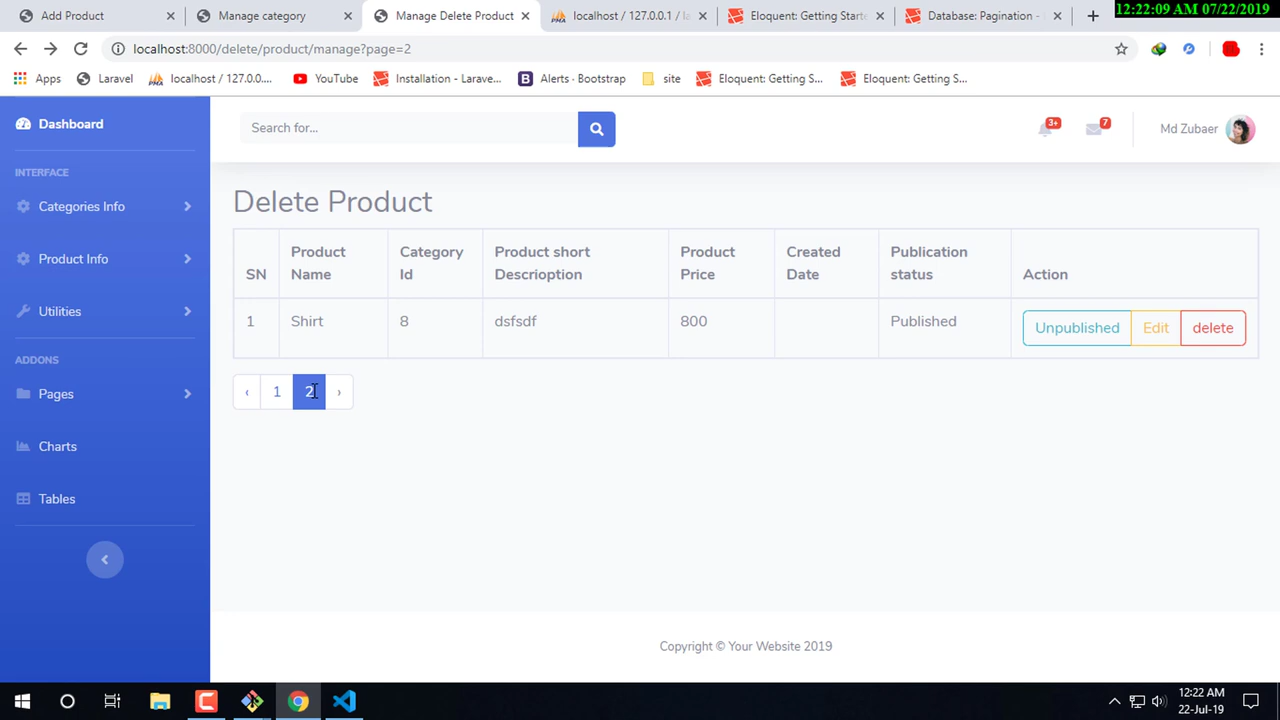 12:22:09 AM 07/22/2019
Add Product
Manage category
Manage Delete Product
localhost / 127.0.0.1 / la
Eloquent: Getting Starte
Database: Pagination -
localhost:8000/delete/product/manage?page=2
Apps
Laravel
localhost / 127.0.0....
YouTube
Installation - Larave...
Alerts · Bootstrap
site
Eloquent: Getting S...
Eloquent: Getting S...
Dashboard
INTERFACE
Categories Info
Product Info
Utilities
ADDONS
Pages
Charts
Tables
Search for...
3+
7
Md Zubaer
Delete Product
SN
Product Name
Category Id
Product short Descrioption
Product Price
Created Date
Publication status
Action
1
Shirt
8
dsfsdf
800
Published
Unpublished
Edit
delete
‹ 1 2 ›
Copyright © Your Website 2019
12:22 AM
22-Jul-19